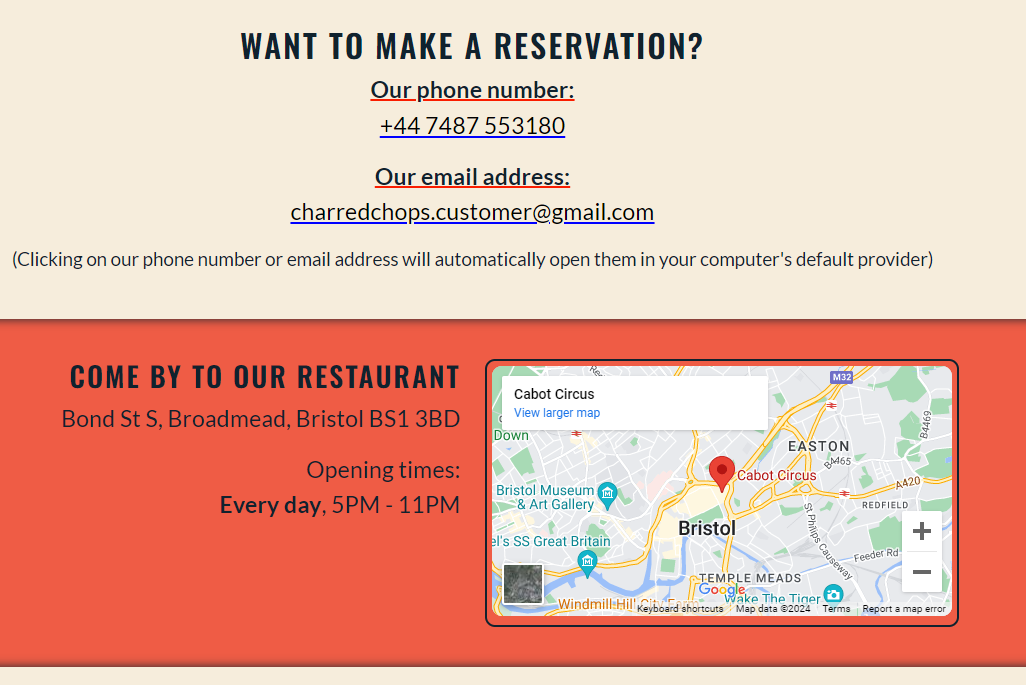 WANT TO MAKE A RESERVATION?
Our phone number:
+44 7487 553180
Our email address:
charredchops.customer@gmail.com
(Clicking on our phone number or email address will automatically open them in your computer's default provider)
COME BY TO OUR RESTAURANT
Bond St S, Broadmead, Bristol BS1 3BD
Opening times:
Every day, 5PM - 11PM
Cabot Circus
View larger map
M32
B4469
Down
EASTON
B4465
Cabot Circus
A420
Bristol Museum
& Art Gallery
REDFIELD
Bristol
St Philips Causeway
el's SS Great Britain
Feeder Rd
TEMPLE MEADS
Google
Wake The Tiger
Windmill Hill City Farm
Keyboard shortcuts
Map data ©2024
Terms
Report a map error